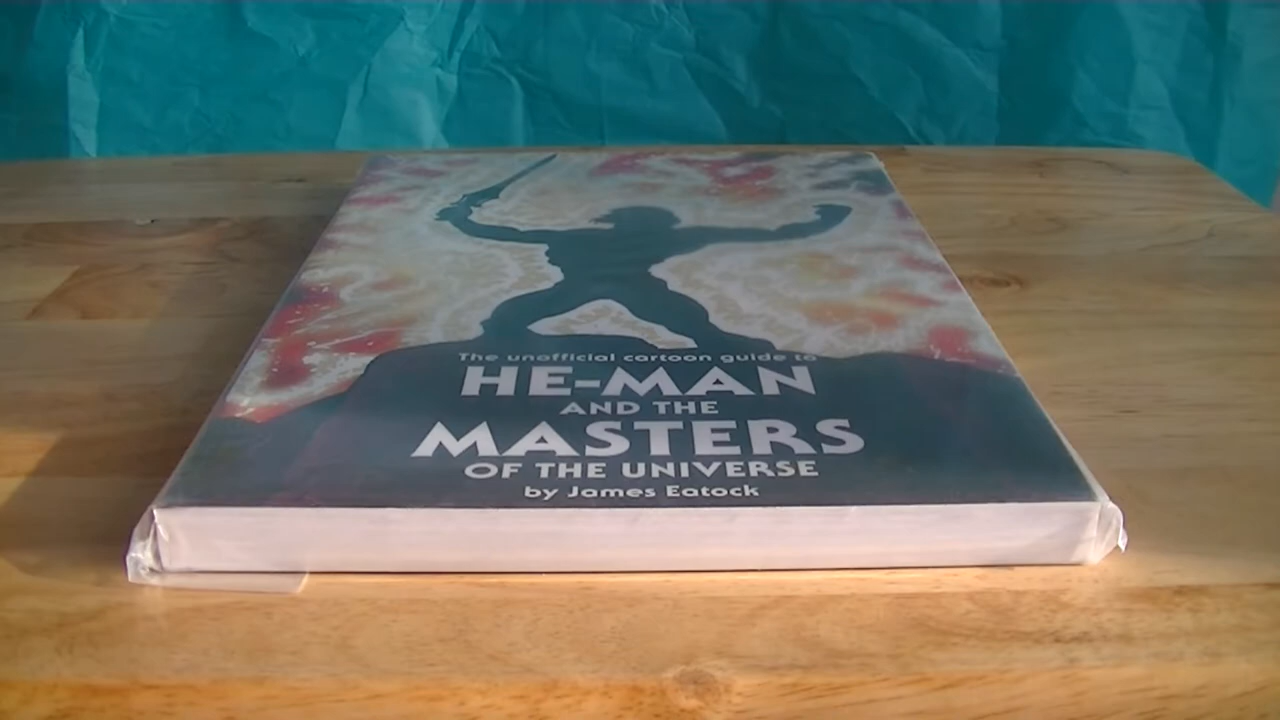 The unofficial cartoon guide to
HE-MAN
AND THE
MASTERS
OF THE UNIVERSE
by James Eatock